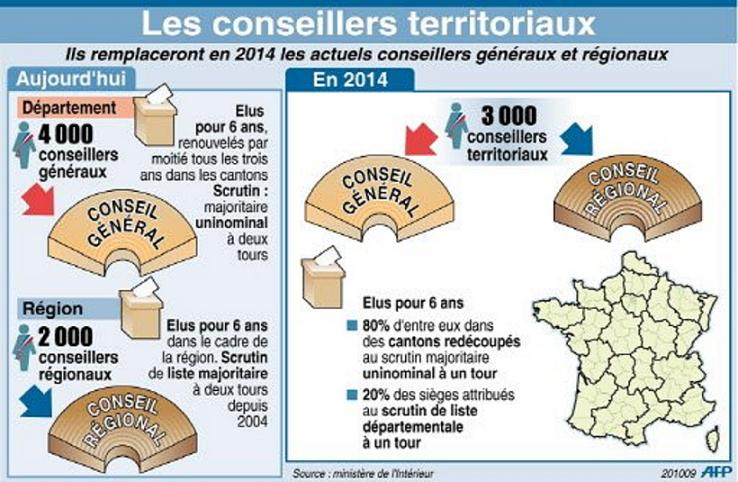 Les conseillers territoriaux
Ils remplaceront en 2014 les actuels conseillers généraux et régionaux
Aujourd'hui
Département
4 000
conseillers
généraux
Elus
pour 6 ans,
renouvelés par
moitié tous les trois
ans dans les cantons
Scrutin :
majoritaire
uninominal
à deux
tours
CONSEIL
GÉNÉRAL
Région
2 000
conseillers
régionaux
Elus pour 6 ans
dans le cadre de
la région. Scrutin
de liste majoritaire
à deux tours
depuis
2004
CONSEIL
RÉGIONAL
En 2014
3 000
conseillers
territoriaux
CONSEIL
GÉNÉRAL
CONSEIL
RÉGIONAL
Elus pour 6 ans
80% d'entre eux dans
des cantons redécoupés
au scrutin majoritaire
uninominal à un tour
20% des sièges attribués
au scrutin de liste
départementale
à un tour
Source : ministère de l'Intérieur
201009 AFP